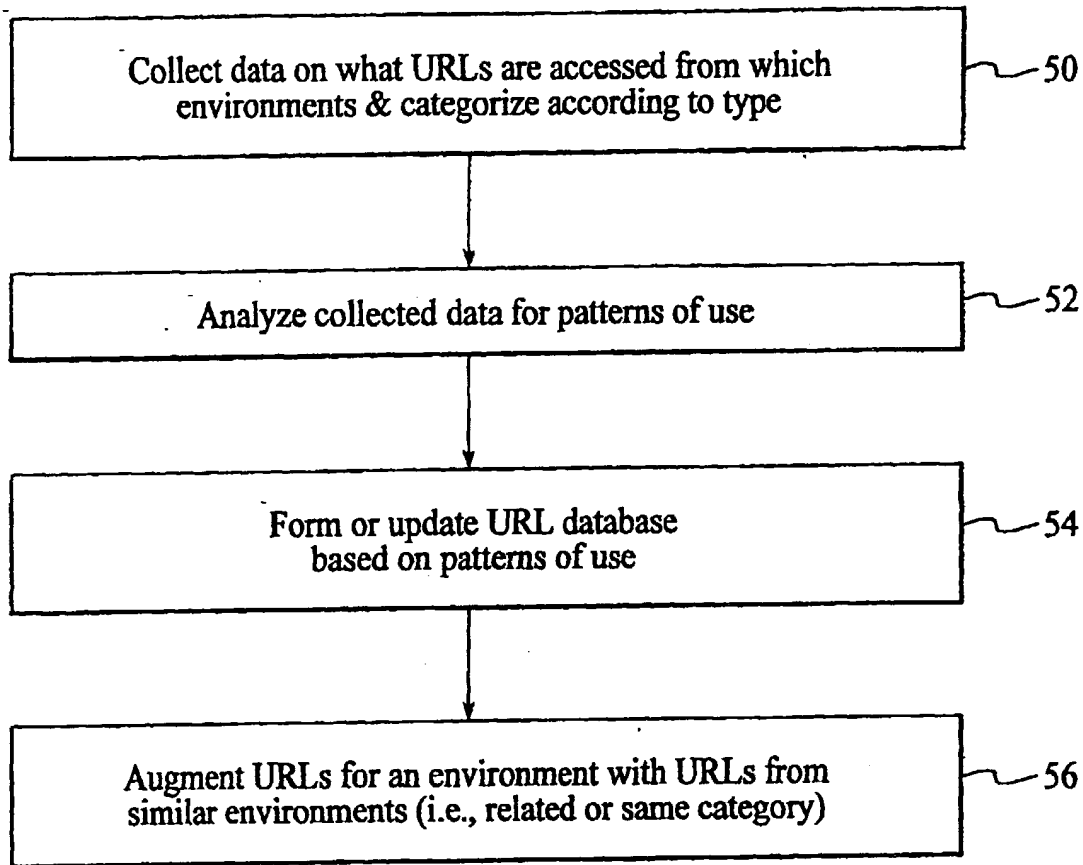 Collect data on what URLs are accessed from which
environments & categorize according to type
50
Analyze collected data for patterns of use
52
Form or update URL database
based on patterns of use
54
Augment URLs for an environment with URLs from
similar environments (i.e., related or same category)
56